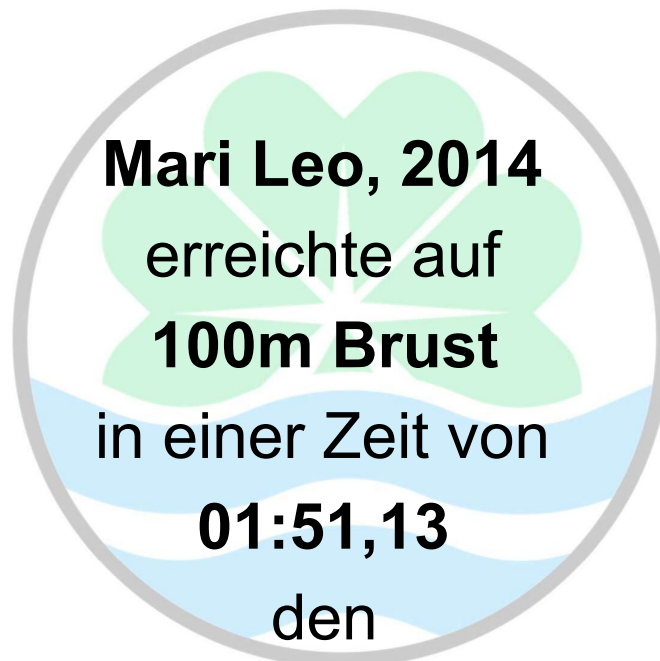 Mari Leo, 2014
erreichte auf
100m Brust
in einer Zeit von
01:51,13
den